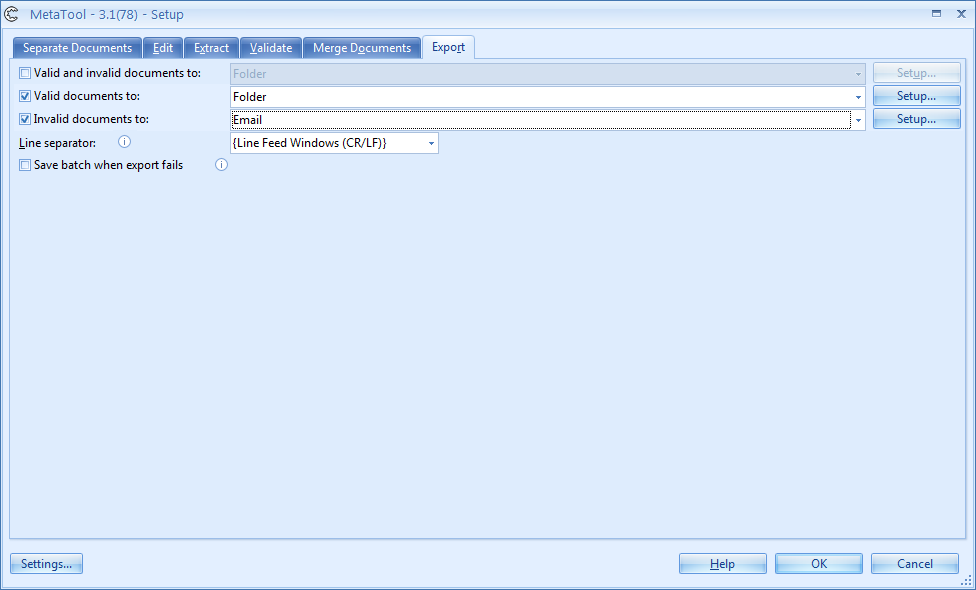 MetaTool - 3.1(78) - Setup
Separate Documents Edit Extract Validate Merge Documents Export
Valid and invalid documents to: Folder Setup...
Valid documents to: Folder Setup...
Invalid documents to: Email Setup...
Line separator: {Line Feed Windows (CR/LF)}
Save batch when export fails
Settings... Help OK Cancel